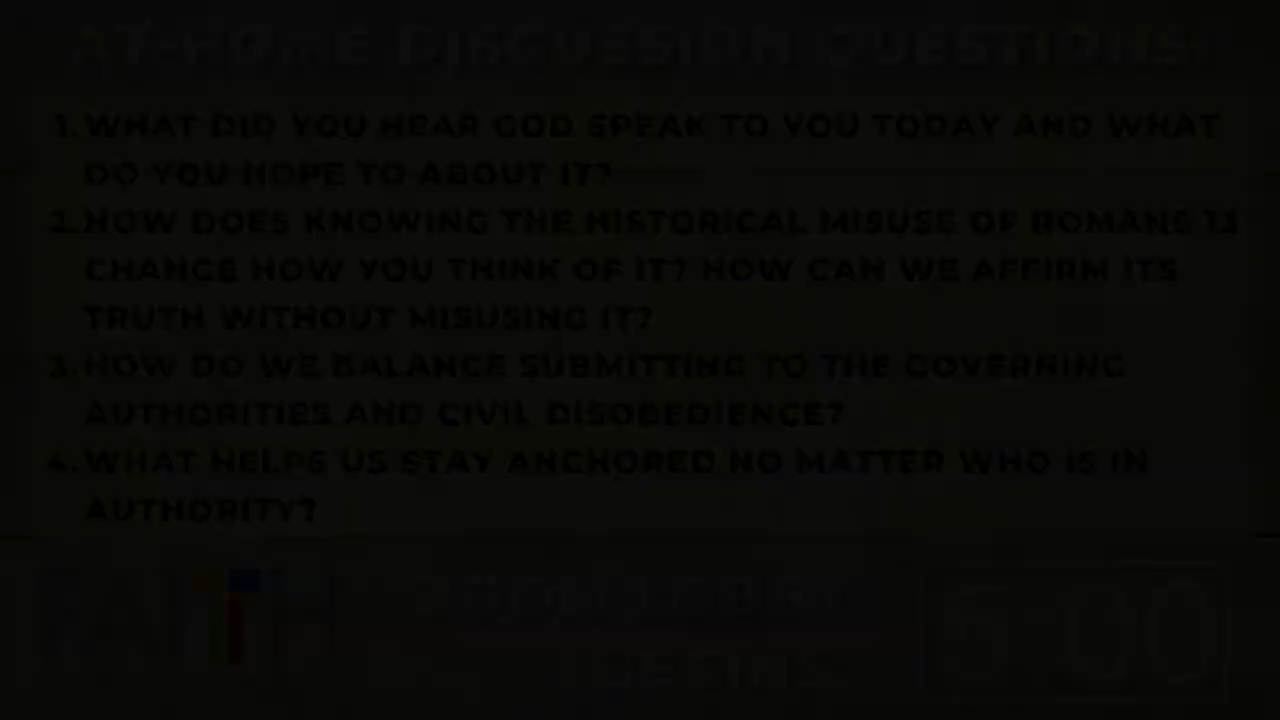 AT-HOME DISCUSSION QUESTIONS:
1. WHAT DID YOU HEAR GOD SPEAK TO YOU TODAY AND WHAT
DO YOU HOPE TO ABOUT IT?
2. HOW DOES KNOWING THE HISTORICAL MISUSE OF ROMANS 13
CHANGE HOW YOU THINK OF IT? HOW CAN WE AFFIRM ITS
TRUTH WITHOUT MISUSING IT?
3. HOW DO WE BALANCE SUBMITTING TO THE GOVERNING
AUTHORITIES AND CIVIL DISOBEDIENCE?
4. WHAT HELPS US STAY ANCHORED NO MATTER WHO IS IN
AUTHORITY?
BEGINS